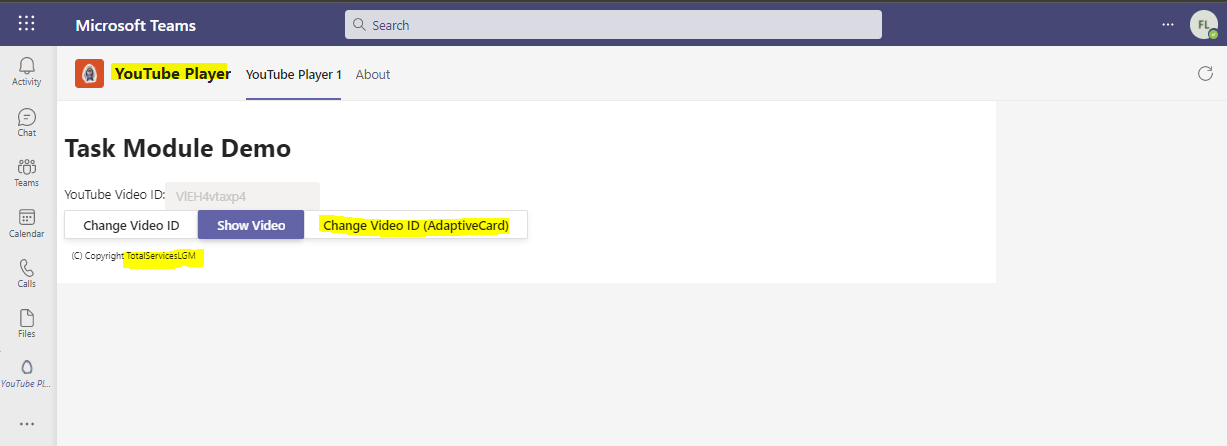 Microsoft Teams
Search
FL
Activity
Chat
Teams
Calendar
Calls
Files
YouTube Pl...
YouTube Player
YouTube Player 1
About
Task Module Demo
YouTube Video ID: VlEH4vtaxp4
Change Video ID
Show Video
Change Video ID (AdaptiveCard)
(C) Copyright TotalServicesLGM